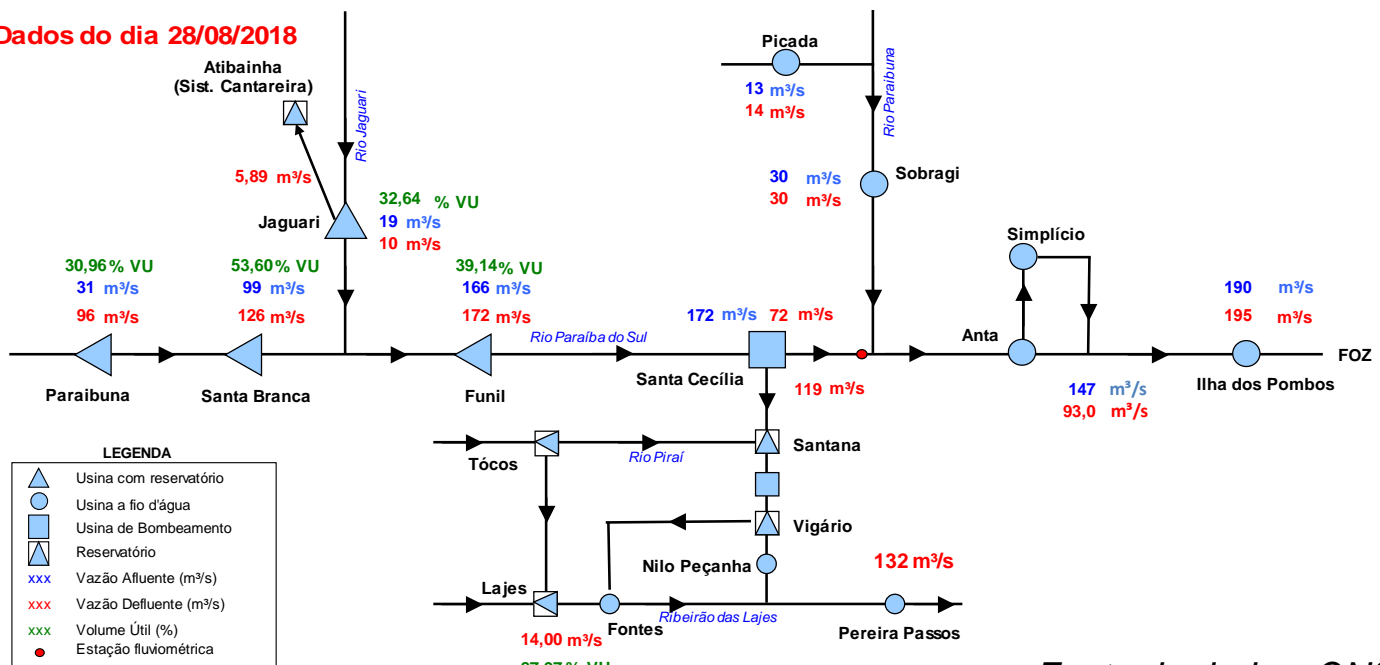 Dados do dia 28/08/2018
Atibainha
(Sist. Cantareira)
Rio Jaguari
5,89 m³/s
Jaguari
32,64 % VU
19 m³/s
10 m³/s
Picada
13 m³/s
14 m³/s
Rio Paraibuna
30 m³/s
30 m³/s
Sobragi
Simplício
30,96% VU
31 m³/s
96 m³/s
Paraibuna
53,60% VU
99 m³/s
126 m³/s
Santa Branca
39,14% VU
166 m³/s
172 m³/s
Funil
Rio Paraíba do Sul
172 m³/s 72 m³/s
Santa Cecília
119 m³/s
Anta
147 m³/s
93,0 m³/s
190 m³/s
195 m³/s
Ilha dos Pombos
FOZ
Tócos
Rio Piraí
Santana
Vigário
Nilo Peçanha
132 m³/s
Lajes
Fontes
Ribeirão das Lajes
Pereira Passos
14,00 m³/s
LEGENDA
Usina com reservatório
Usina a fio d'água
Usina de Bombeamento
Reservatório
xxx Vazão Afluente (m³/s)
xxx Vazão Defluente (m³/s)
xxx Volume Útil (%)
Estação fluviométrica